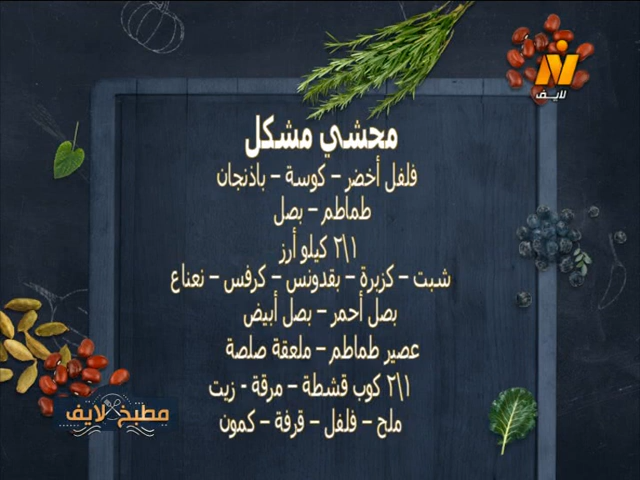 لايف
محشي مشكل
فلفل أخضر – كوسة – باذنجان
طماطم – بصل
١\٢ كيلو أرز
شبت – كزبرة – بقدونس – كرفس – نعناع
بصل أحمر – بصل أبيض
عصير طماطم – ملعقة صلصة
١\٢ كوب قشطة – مرقة - زيت
ملح – فلفل – قرفة – كمون
مطبخ لايف